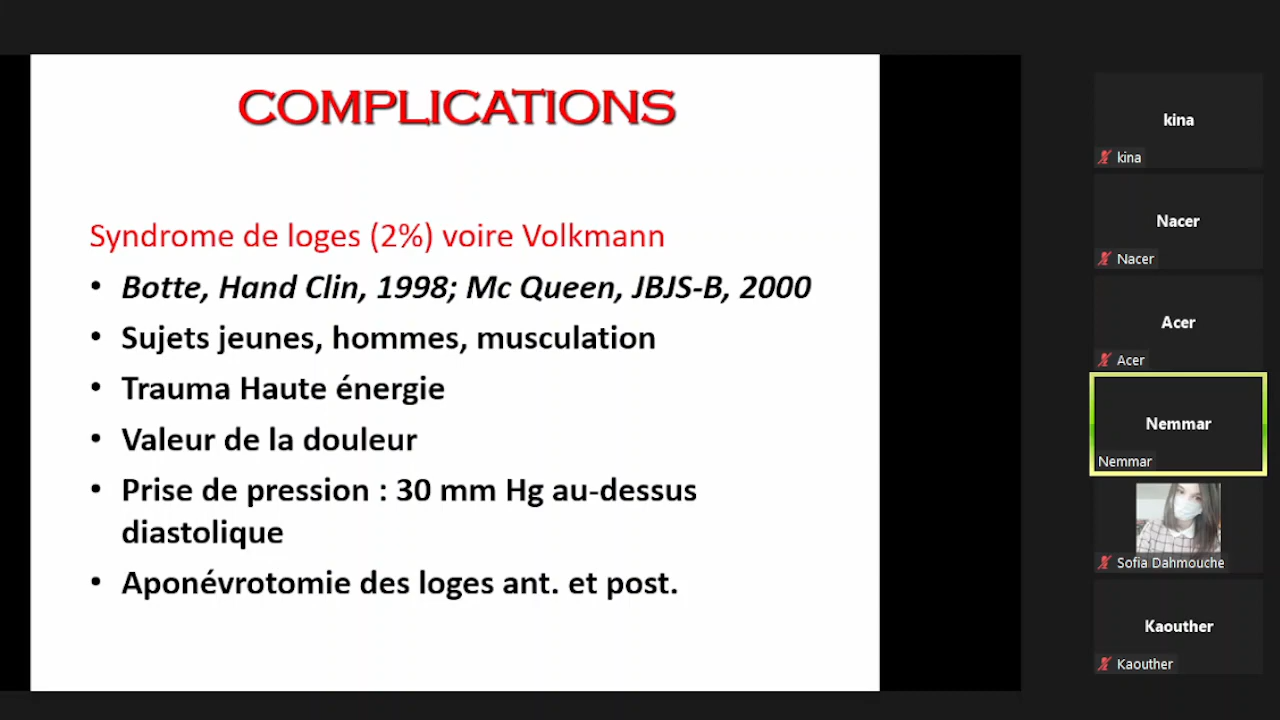 COMPLICATIONS
Syndrome de loges (2%) voire Volkmann
• Botte, Hand Clin, 1998; Mc Queen, JBJS-B, 2000
• Sujets jeunes, hommes, musculation
• Trauma Haute énergie
• Valeur de la douleur
• Prise de pression : 30 mm Hg au-dessus
diastolique
• Aponévrotomie des loges ant. et post.
kina
kina
Nacer
Nacer
Acer
Acer
Nemmar
Nemmar
Sofia Dahmouche
Kaouther
Kaouther